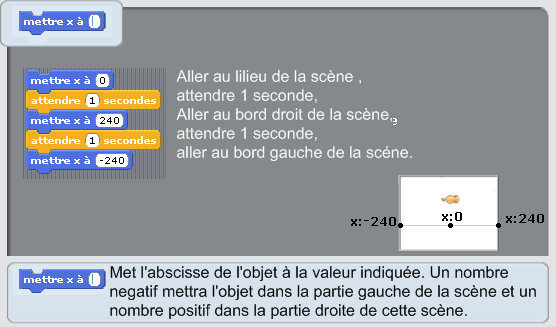 mettre x à
mettre x à 0
attendre 1 secondes
mettre x à 240
attendre 1 secondes
mettre x à -240
Aller au lilieu de la scène ,
attendre 1 seconde,
Aller au bord droit de la scène,
attendre 1 seconde,
aller au bord gauche de la scéne.
x:-240
x:0
x:240
mettre x à
Met l'abscisse de l'objet à la valeur indiquée. Un nombre
negatif mettra l'objet dans la partie gauche de la scène et un
nombre positif dans la partie droite de cette scène.